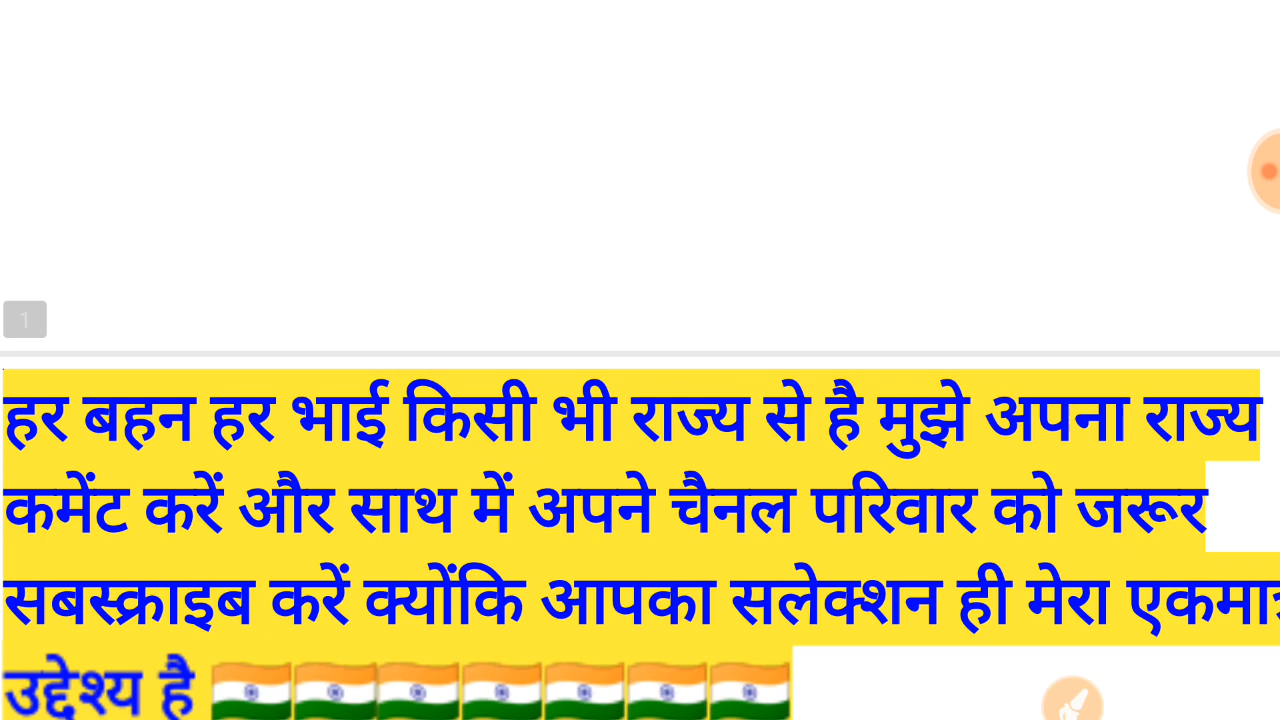 1
हर बहन हर भाई किसी भी राज्य से है मुझे अपना राज्य
कमेंट करें और साथ में अपने चैनल परिवार को जरूर
सबस्क्राइब करें क्योंकि आपका सलेक्शन ही मेरा
उद्देश्य है 🇮🇳🇮🇳🇮🇳🇮🇳🇮🇳🇮🇳🇮🇳